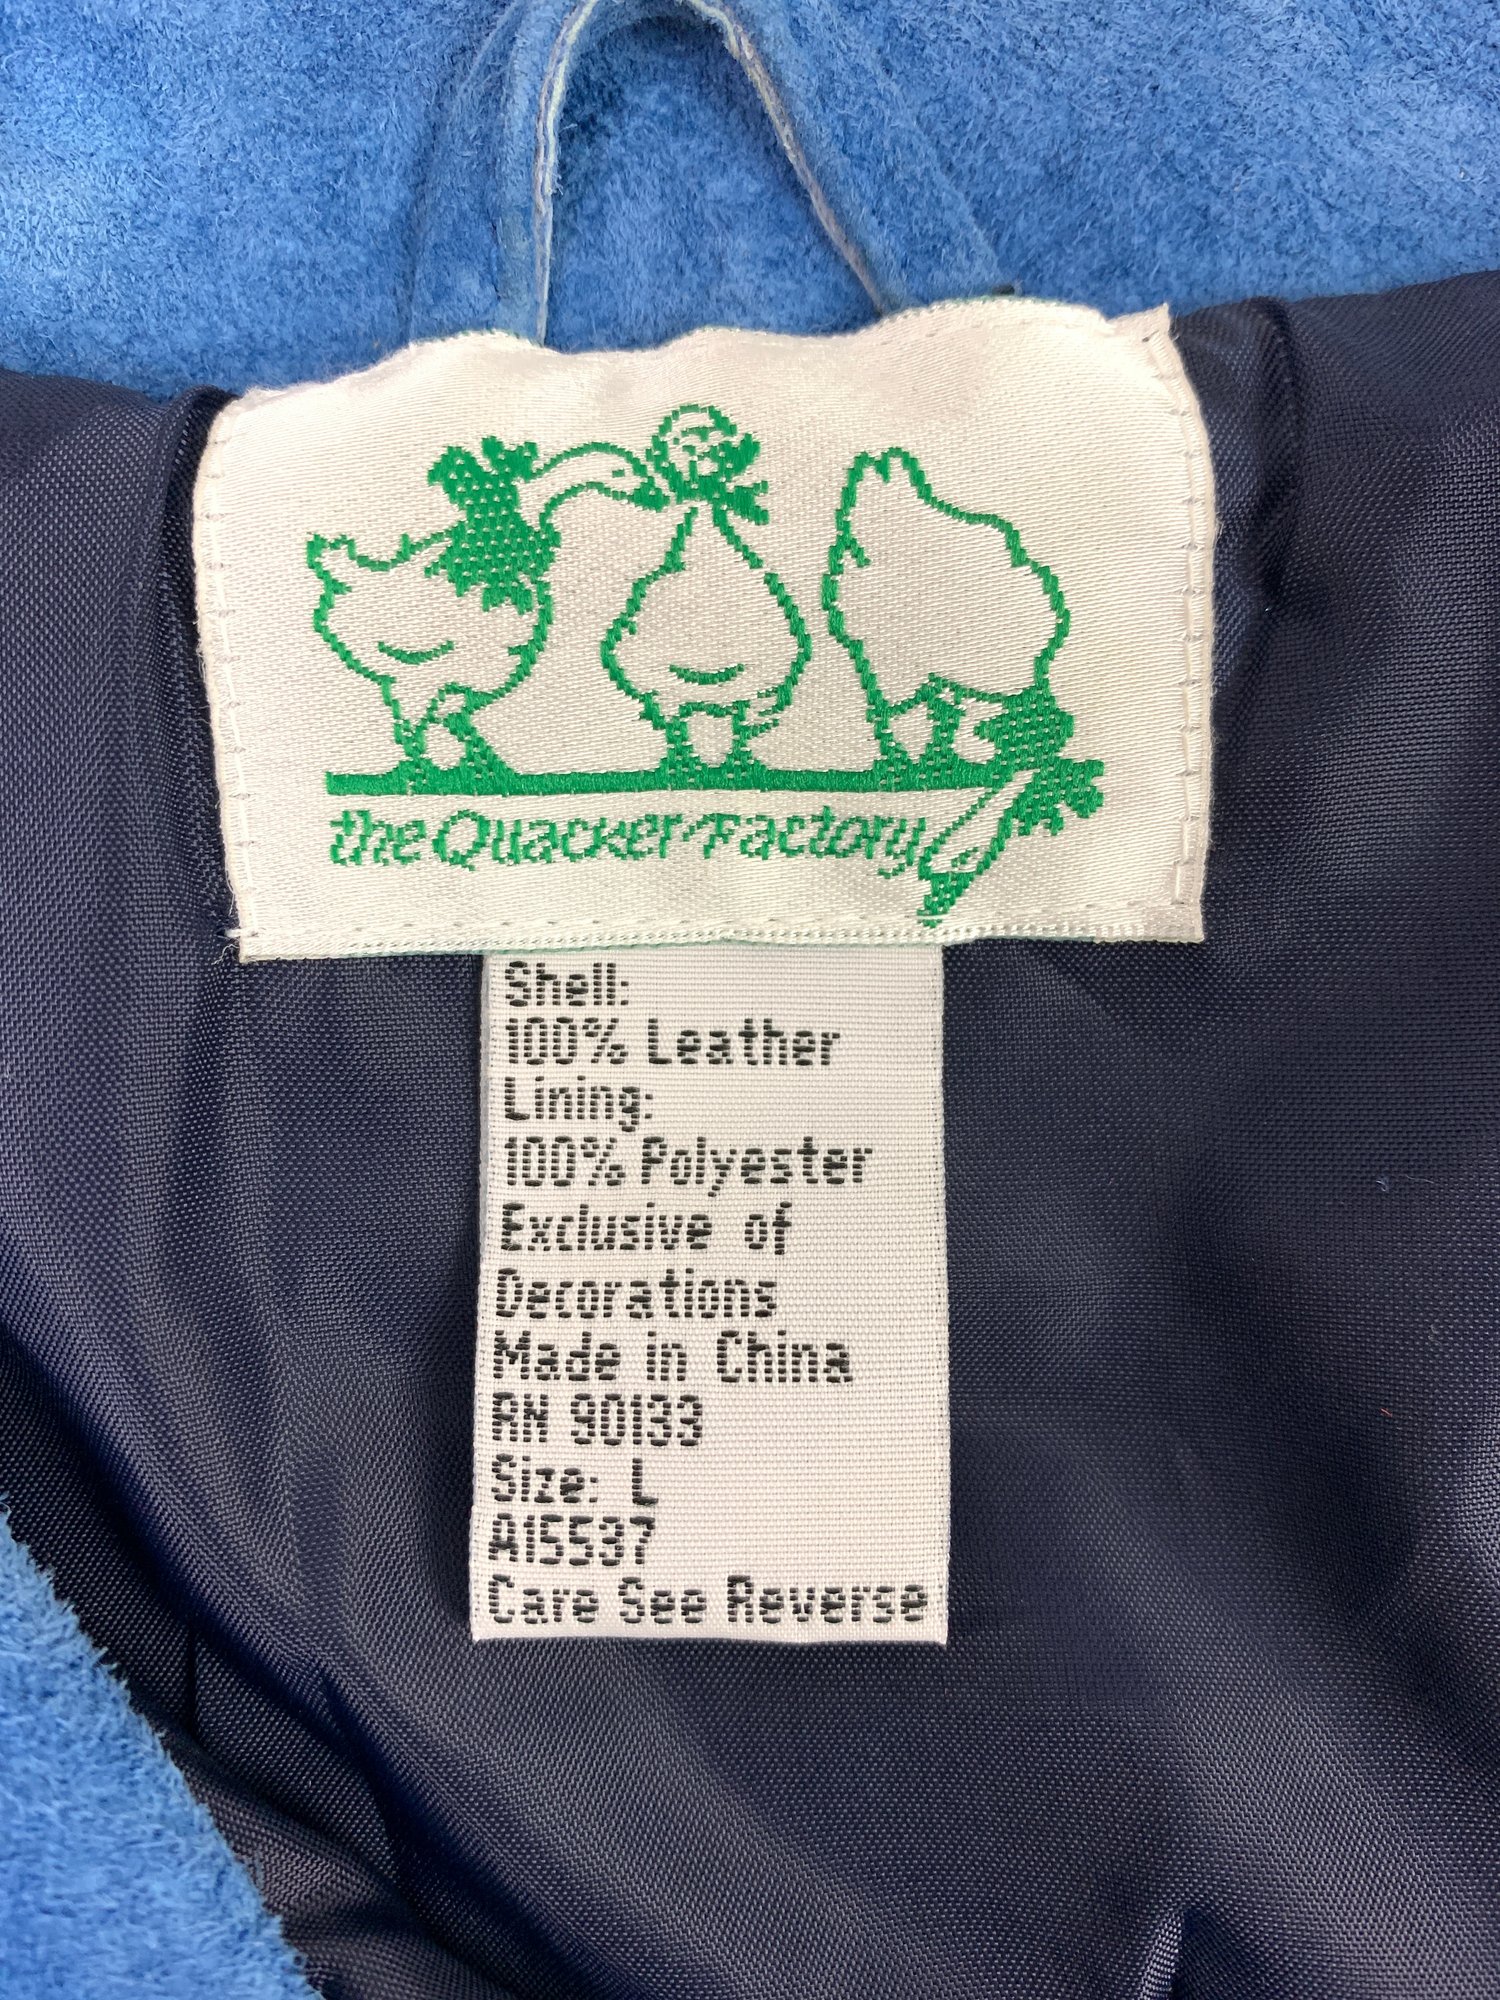 the Quacker Factory
Shell:
100% Leather
Lining:
100% Polyester
Exclusive of
Decorations
Made in China
RN 90133
Size: L
A15537
Care See Reverse